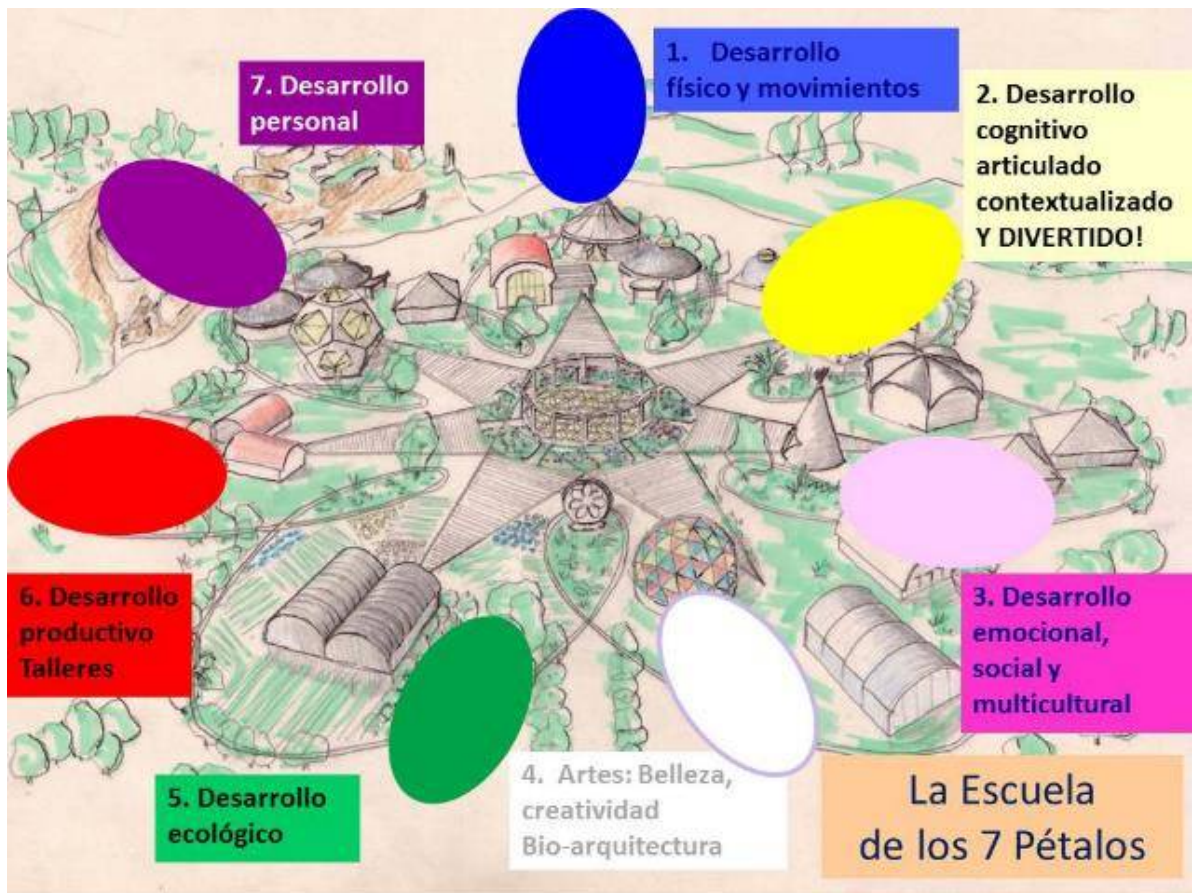 1. Desarrollo
físico y movimientos
2. Desarrollo
cognitivo
articulado
contextualizado
Y DIVERTIDO!
3. Desarrollo
emocional,
social y
multicultural
4. Artes: Belleza,
creatividad
Bio-arquitectura
5. Desarrollo
ecológico
6. Desarrollo
productivo
Talleres
7. Desarrollo
personal
La Escuela
de los 7 Pétalos